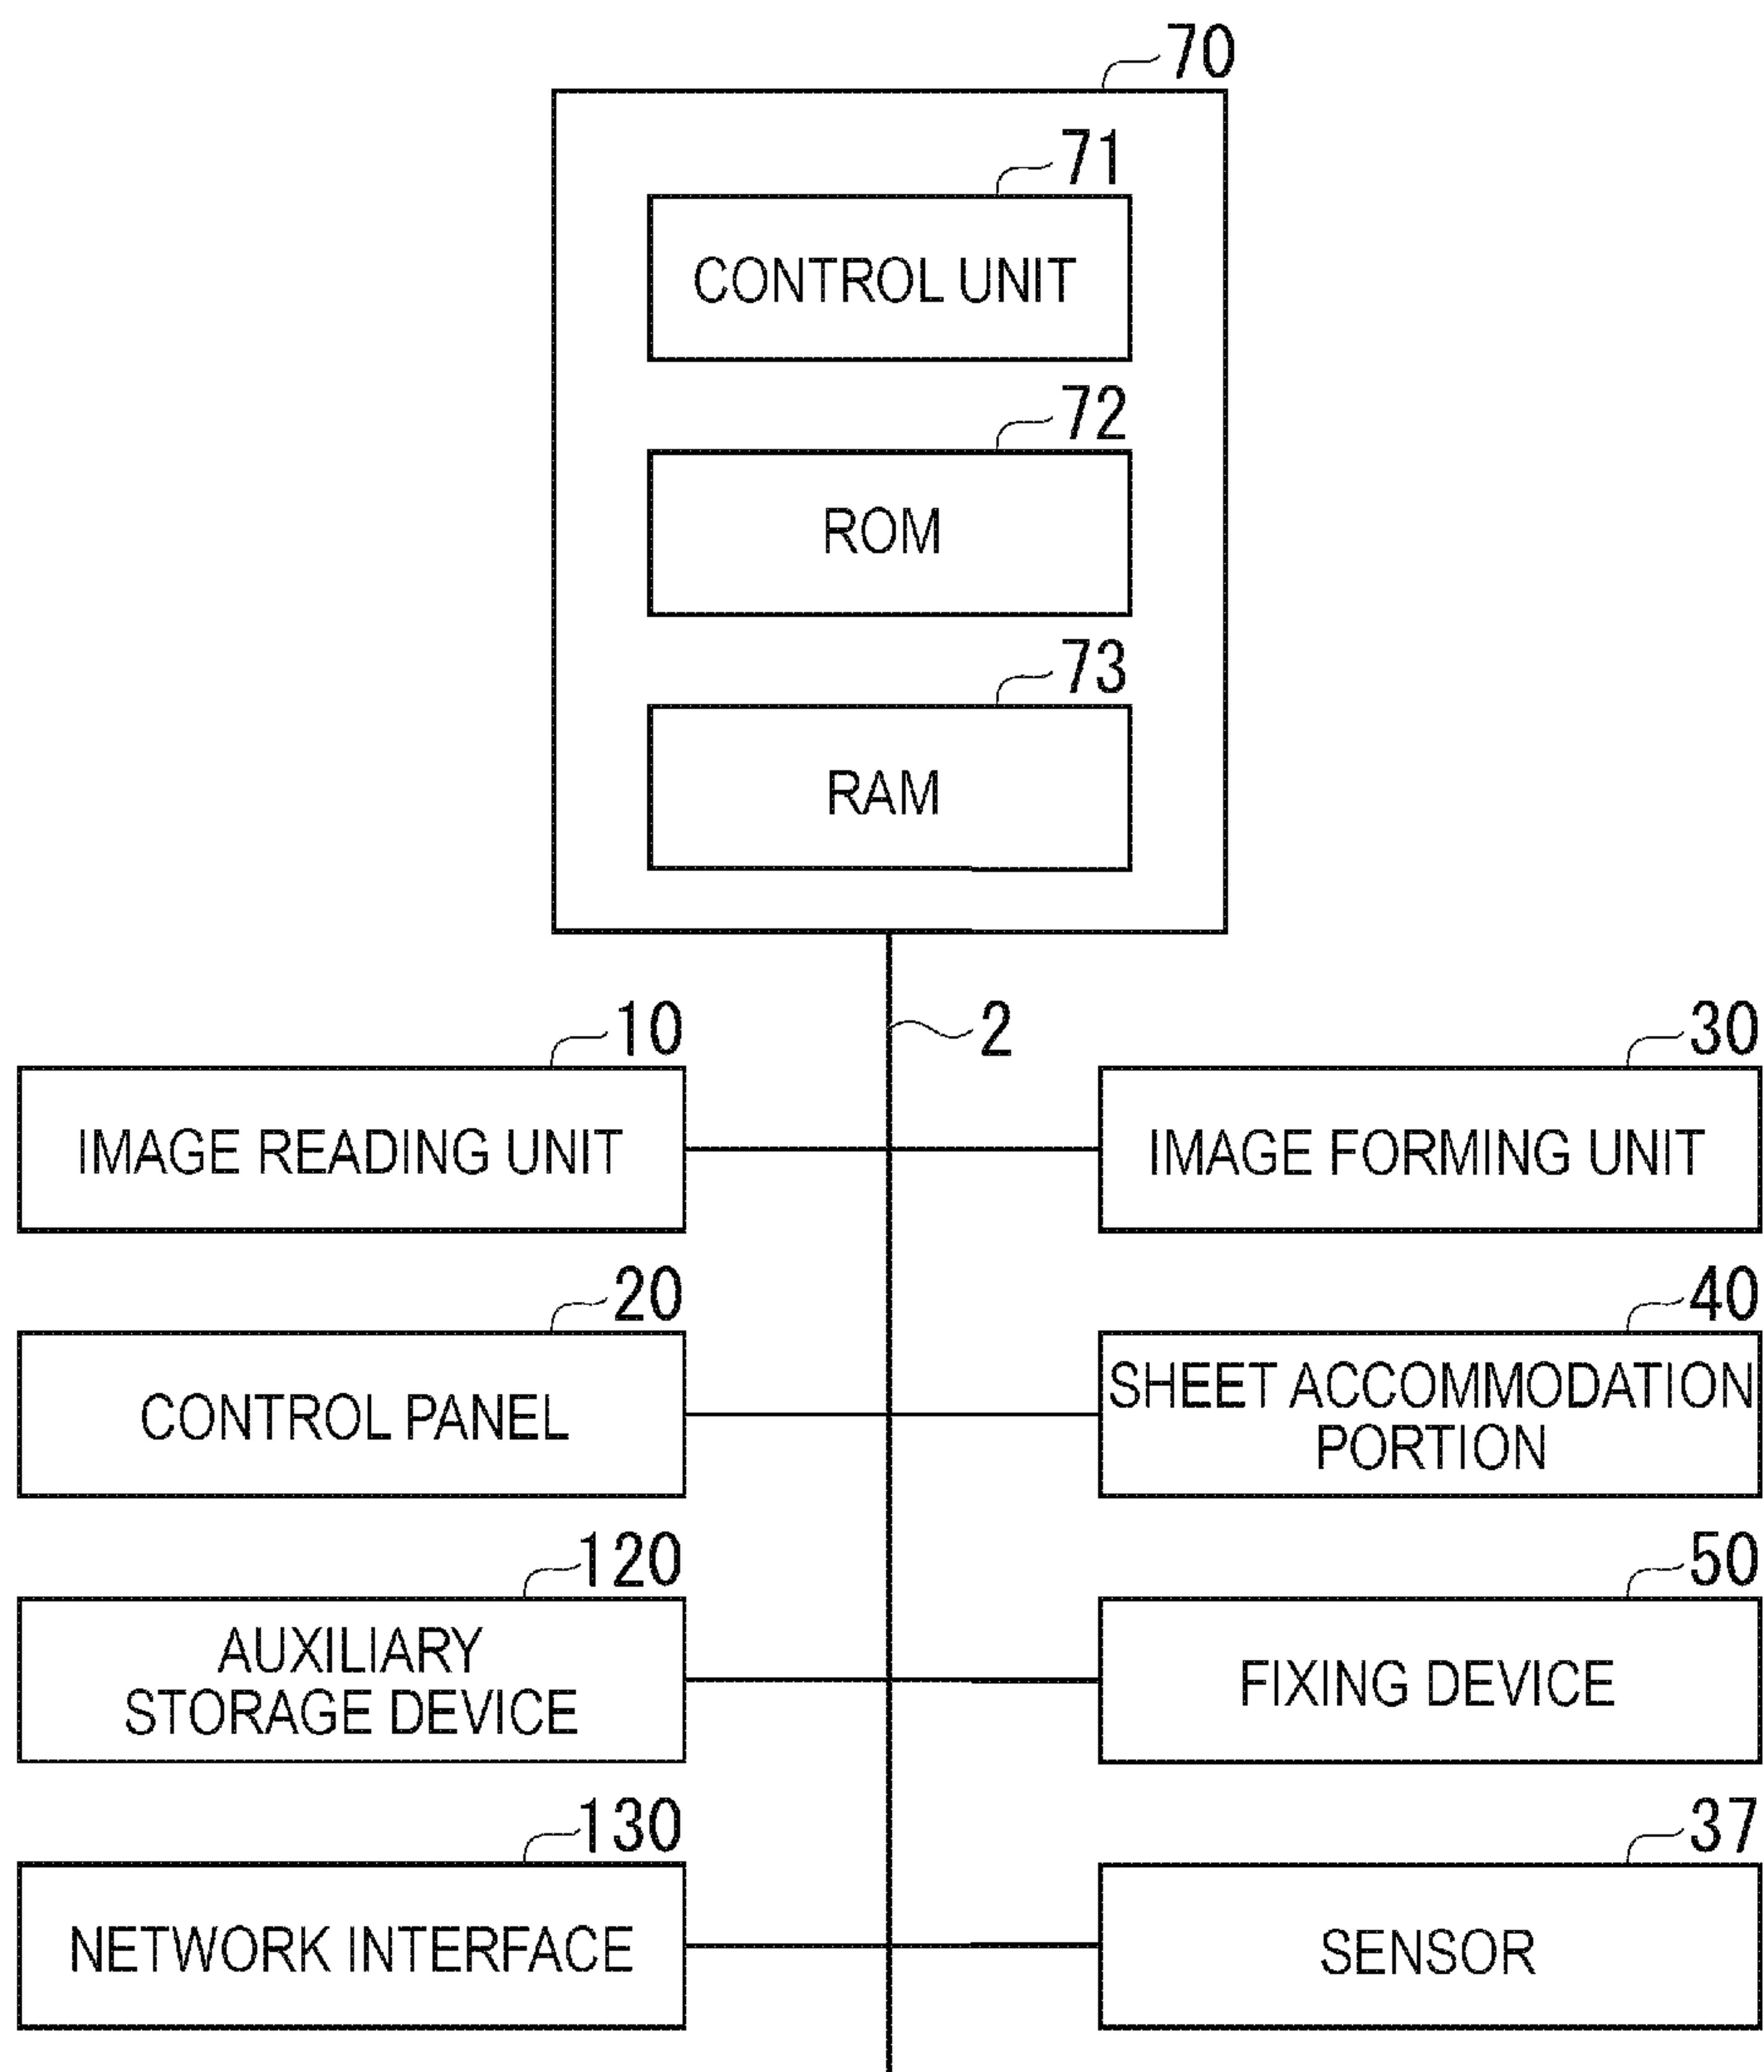 70
71
CONTROL UNIT
72
ROM
73
RAM
2
10
IMAGE READING UNIT
30
IMAGE FORMING UNIT
20
CONTROL PANEL
40
SHEET ACCOMMODATION
PORTION
120
AUXILIARY
STORAGE DEVICE
50
FIXING DEVICE
130
NETWORK INTERFACE
37
SENSOR